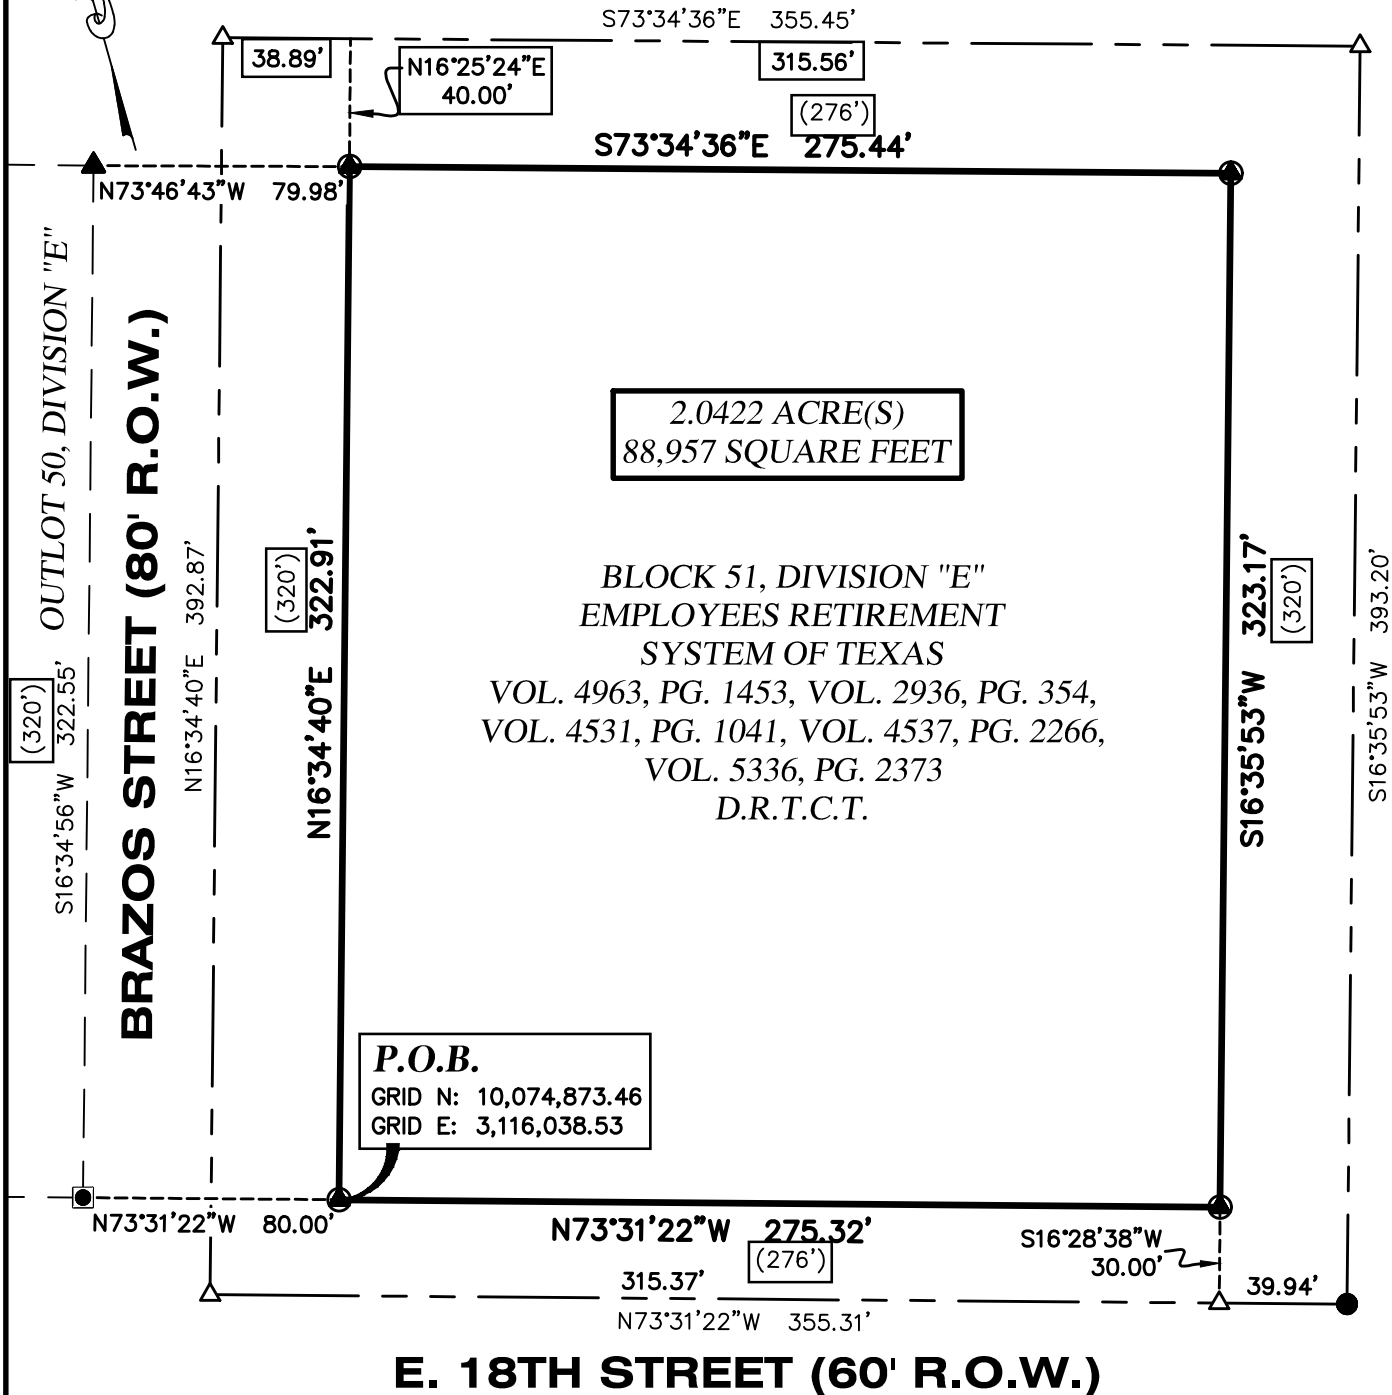 S73°34'36"E 355.45'
38.89'
N16°25'24"E
40.00'
315.56'
(276')
S73°34'36"E 275.44'
N73°46'43"W 79.98'
OUTLOT 50, DIVISION "E"
(320')
S16°34'56"W 322.55'
BRAZOS STREET (80' R.O.W.)
N16°34'40"E 392.87'
(320')
N16°34'40"E 322.91'
2.0422 ACRE(S)
88,957 SQUARE FEET
BLOCK 51, DIVISION "E"
EMPLOYEES RETIREMENT
SYSTEM OF TEXAS
VOL. 4963, PG. 1453, VOL. 2936, PG. 354,
VOL. 4531, PG. 1041, VOL. 4537, PG. 2266,
VOL. 5336, PG. 2373
D.R.T.C.T.
S16°35'53"W 323.17'
(320')
S16°35'53"W 393.20'
P.O.B.
GRID N: 10,074,873.46
GRID E: 3,116,038.53
N73°31'22"W 80.00'
N73°31'22"W 275.32'
(276')
S16°28'38"W
30.00'
315.37'
39.94'
N73°31'22"W 355.31'
E. 18TH STREET (60' R.O.W.)